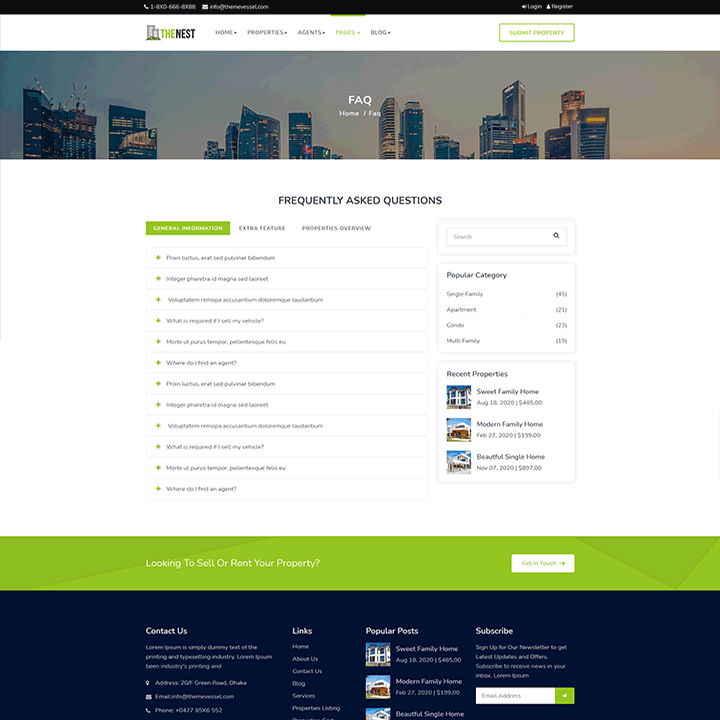 1-8X0-666-8X88 info@themevessel.com Login Register
THENEST HOME PROPERTIES AGENTS PAGES BLOG SUBMIT PROPERTY
FAQ
Home / Faq
FREQUENTLY ASKED QUESTIONS
GENERAL INFORMATION EXTRA FEATURE PROPERTIES OVERVIEW
Proin luctus, erat sed pulvinar bibendum
Integer pharetra id magna sed laoreet
Voluptatem remopa accusantium doloremque laudantium
What is required if I sell my vehicle?
Morbi ut purus tempor, pellentesque felis eu
Where do I find an agent?
Proin luctus, erat sed pulvinar bibendum
Integer pharetra id magna sed laoreet
Voluptatem remopa accusantium doloremque laudantium
What is required if I sell my vehicle?
Morbi ut purus tempor, pellentesque felis eu
Where do I find an agent?
Search
Popular Category
Single Family (45)
Apartment (21)
Condo (23)
Multi Family (19)
Recent Properties
Sweet Family Home
Aug 18, 2020 | $485,00
Modern Family Home
Feb 27, 2020 | $199,00
Beautful Single Home
Nov 07, 2020 | $897,00
Looking To Sell Or Rent Your Property?
Get in Touch
Contact Us
Lorem Ipsum is simply dummy text of the
printing and typesetting industry. Lorem Ipsum
been industry's printing and
Address: 20/F Green Road, Dhaka
Email:info@themevessel.com
Phone: +0477 85X6 552
Links
Home
About Us
Contact Us
Blog
Services
Properties Listing
Popular Posts
Sweet Family Home
Aug 18, 2020 | $485,00
Modern Family Home
Feb 27, 2020 | $199,00
Beautful Single Home
Subscribe
Sign Up for Our Newsletter to get
Latest Updates and Offers.
Subscribe to receive news in your
inbox. Lorem Ipsum
Email Address